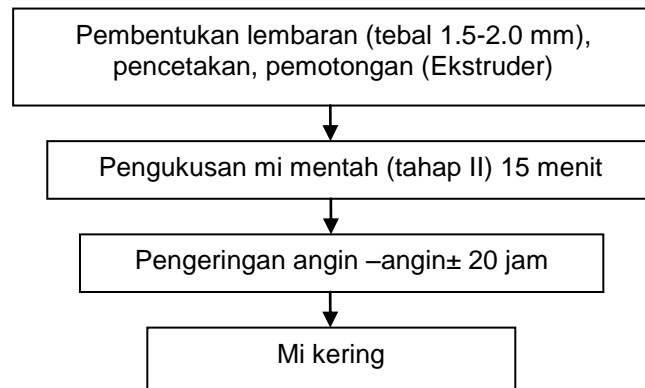 Pembentukan lembaran (tebal 1.5-2.0 mm),
pencetakan, pemotongan (Ekstruder)
Pengukusan mi mentah (tahap II) 15 menit
Pengeringan angin –angin± 20 jam
Mi kering